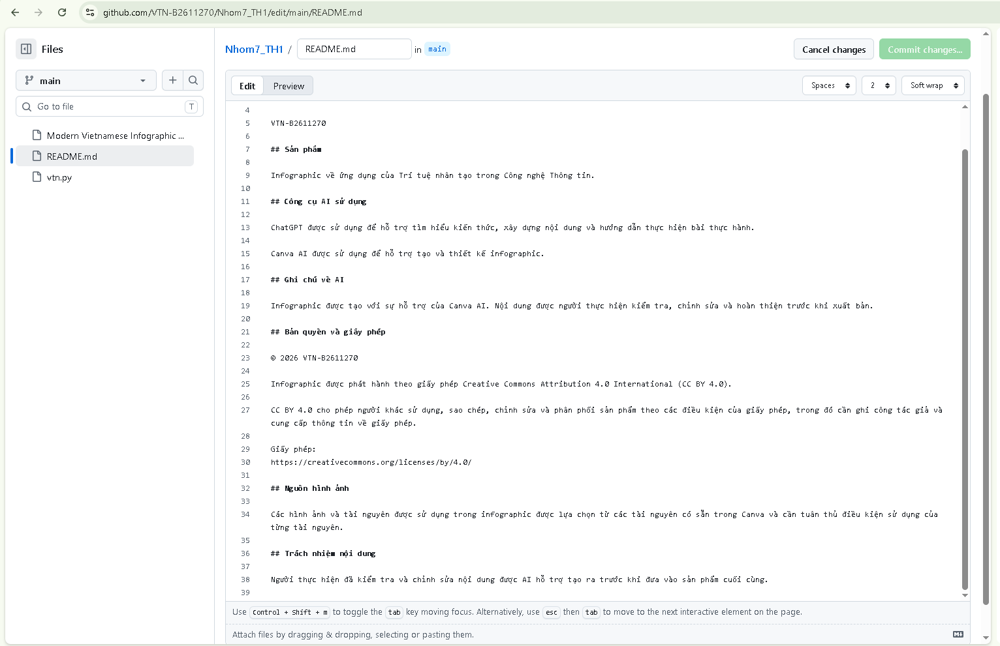 github.com/VTN-B2611270/Nhom7_TH1/edit/main/README.md
Files
main
Go to file
T
Modern Vietnamese Infographic ...
README.md
vtn.py
Nhom7_TH1 / README.md in main
Cancel changes
Commit changes...
Edit
Preview
Spaces
2
Soft wrap
4
5 VTN-B2611270
6
7 ## Sản phẩm
8
9 Infographic về ứng dụng của Trí tuệ nhân tạo trong Công nghệ Thông tin.
10
11 ## Công cụ AI sử dụng
12
13 ChatGPT được sử dụng để hỗ trợ tìm hiểu kiến thức, xây dựng nội dung và hướng dẫn thực hiện bài thực hành.
14
15 Canva AI được sử dụng để hỗ trợ tạo và thiết kế infographic.
16
17 ## Ghi chú về AI
18
19 Infographic được tạo với sự hỗ trợ của Canva AI. Nội dung được người thực hiện kiểm tra, chỉnh sửa và hoàn thiện trước khi xuất bản.
20
21 ## Bản quyền và giấy phép
22
23 © 2026 VTN-B2611270
24
25 Infographic được phát hành theo giấy phép Creative Commons Attribution 4.0 International (CC BY 4.0).
26
27 CC BY 4.0 cho phép người khác sử dụng, sao chép, chỉnh sửa và phân phối sản phẩm theo các điều kiện của giấy phép, trong đó cần ghi công tác giả và
cung cấp thông tin về giấy phép.
28
29 Giấy phép:
30 https://creativecommons.org/licenses/by/4.0/
31
32 ## Nguồn hình ảnh
33
34 Các hình ảnh và tài nguyên được sử dụng trong infographic được lựa chọn từ các tài nguyên có sẵn trong Canva và cần tuân thủ điều kiện sử dụng của
từng tài nguyên.
35
36 ## Trách nhiệm nội dung
37
38 Người thực hiện đã kiểm tra và chỉnh sửa nội dung được AI hỗ trợ tạo ra trước khi đưa vào sản phẩm cuối cùng.
39
Use Control + Shift + m to toggle the tab key moving focus. Alternatively, use esc then tab to move to the next interactive element on the page.
Attach files by dragging & dropping, selecting or pasting them.